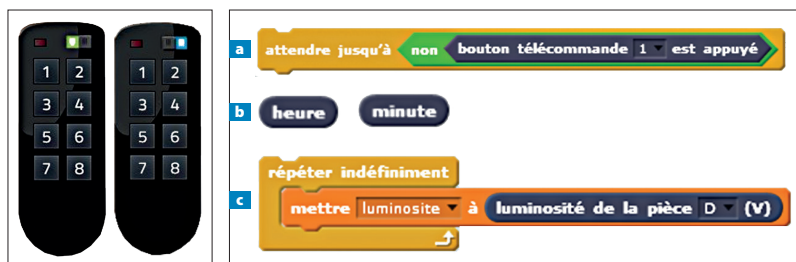 1 2
3 4
5 6
7 8
1 2
3 4
5 6
7 8
a attendre jusqu'à non bouton télécommande 1 est appuyé
b heure minute
c répéter indéfiniment
mettre luminosite à luminosité de la pièce D (V)